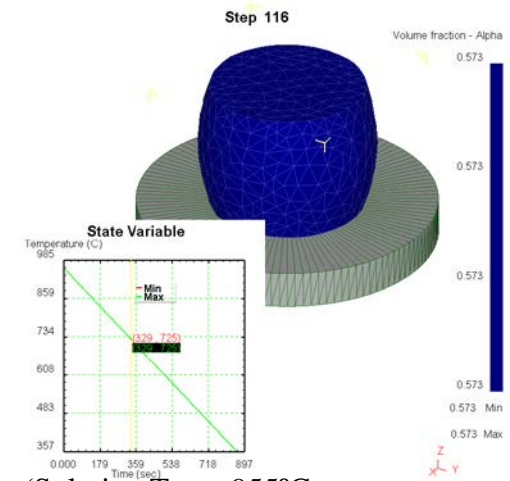 Step 116
Volume fraction - Alpha
0.573
0.573
0.573
0.573
0.573 Min
0.573 Max
State Variable
Temperature (C)
985
859
734
608
483
357
Min
Max
(329 , 725)
(329 , 725)
0.000 179 359 538 718 897
Time (sec)
Z
X Y